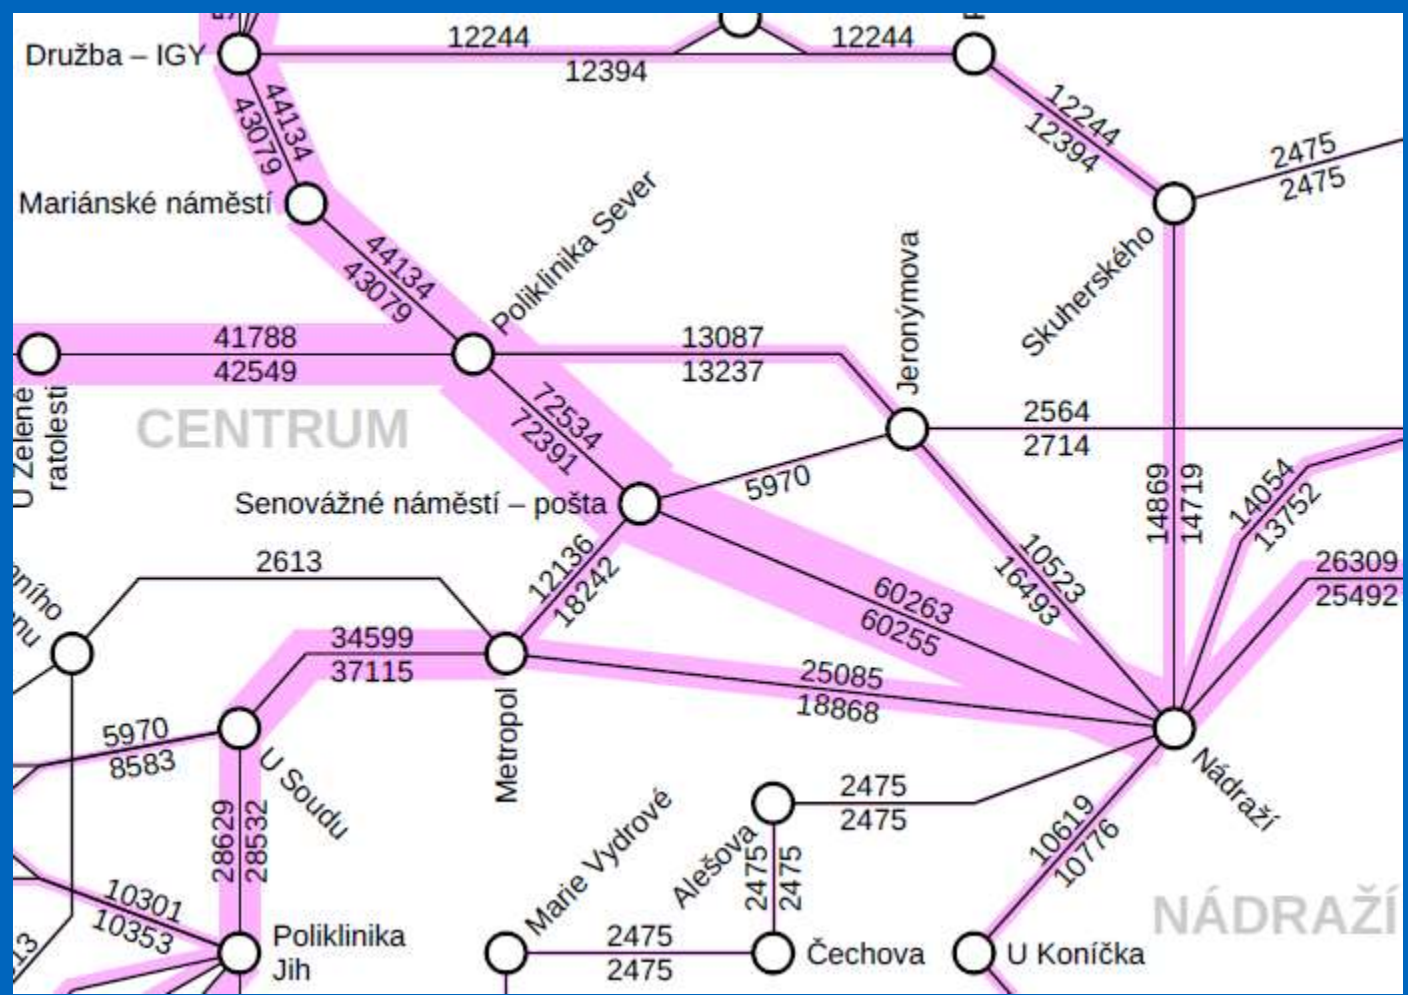 12244
12244
Družba – IGY
12394
44134
43079
12244
12394
2475
2475
Mariánské náměstí
Poliklinika Sever
44134
43079
Skuherského
Jeronýmova
41788
42549
13087
13237
U Zelené
ratolesti
CENTRUM
72534
72391
2564
2714
5970
14869
14719
14054
13752
Senovážné náměstí – pošta
12136
18242
10523
16493
2613
26309
25492
60263
60255
34599
37115
25085
18868
Metropol
5970
8583
U Soudu
Nádraží
28629
28532
2475
2475
Marie Vydrové
Alešova
2475
2475
10619
10776
10301
10353
NÁDRAŽÍ
Poliklinika
Jih
2475
2475
Čechova
U Koníčka